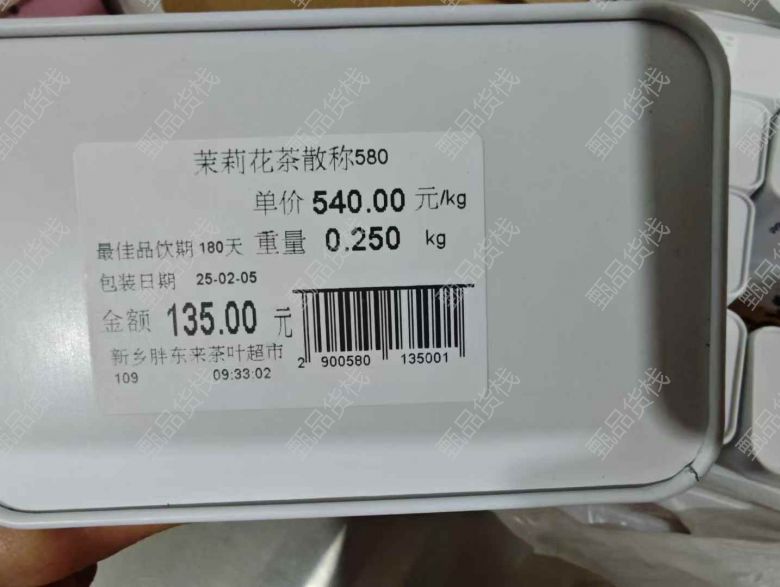 茉莉花茶散称580
单价 540.00 元/kg
最佳品饮期 180天 重量 0.250 kg
包装日期 25-02-05
金额 135.00 元
新乡胖东来茶叶超市
109 09:33:02
2 900580 135001
甄品货栈